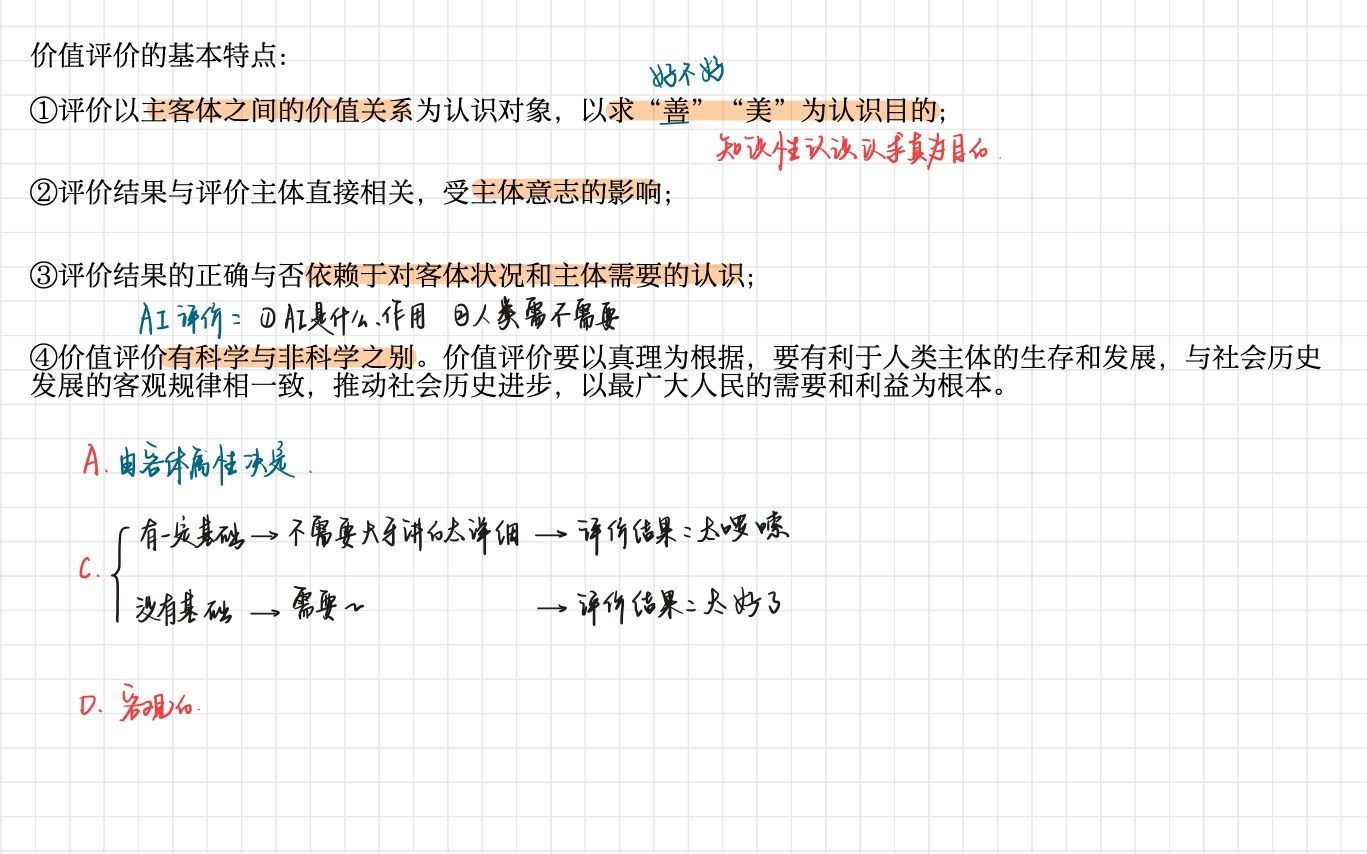 价值评价的基本特点：
好不好
①评价以主客体之间的价值关系为认识对象，以求“善”“美”为认识目的；
知识性认识以求真为目的.
②评价结果与评价主体直接相关，受主体意志的影响；
③评价结果的正确与否依赖于对客体状况和主体需要的认识；
AI评价：①AI是什么、作用 ②人类需不需要
④价值评价有科学与非科学之别。价值评价要以真理为根据，要有利于人类主体的生存和发展，与社会历史
发展的客观规律相一致，推动社会历史进步，以最广大人民的需要和利益为根本。
A. 由客体属性决定.
有一定基础→不需要大牙讲的太详细→评价结果：太啰嗦
C.
没有基础→需要～→评价结果：太好了
D. 客观的.